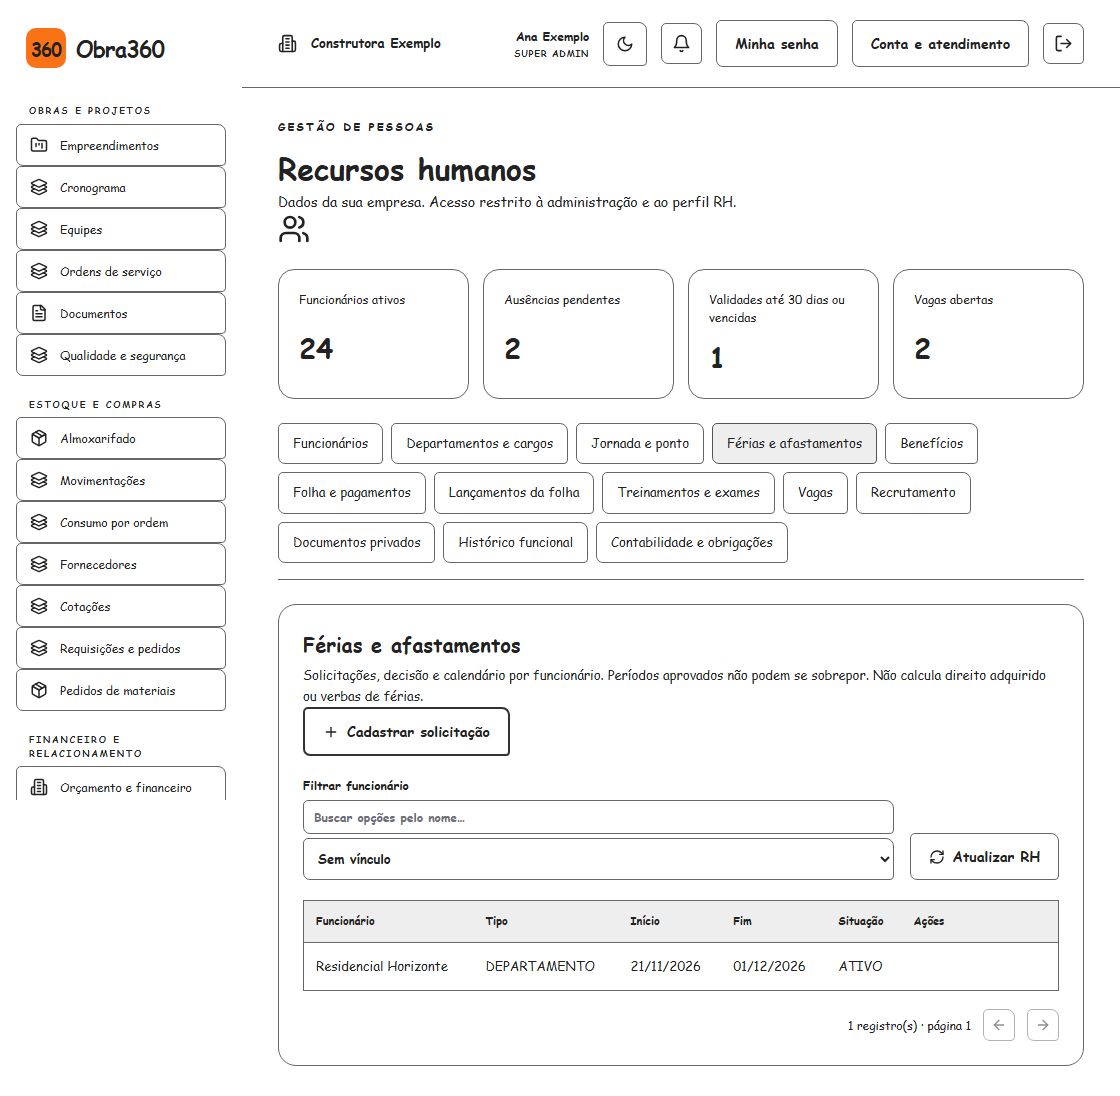 360 Obra360
OBRAS E PROJETOS
Empreendimentos
Cronograma
Equipes
Ordens de serviço
Documentos
Qualidade e segurança
ESTOQUE E COMPRAS
Almoxarifado
Movimentações
Consumo por ordem
Fornecedores
Cotações
Requisições e pedidos
Pedidos de materiais
FINANCEIRO E
RELACIONAMENTO
Orçamento e financeiro
Construtora Exemplo
Ana Exemplo
SUPER ADMIN
Minha senha
Conta e atendimento
GESTÃO DE PESSOAS
Recursos humanos
Dados da sua empresa. Acesso restrito à administração e ao perfil RH.
Funcionários ativos
24
Ausências pendentes
2
Validades até 30 dias ou
vencidas
1
Vagas abertas
2
Funcionários
Departamentos e cargos
Jornada e ponto
Férias e afastamentos
Benefícios
Folha e pagamentos
Lançamentos da folha
Treinamentos e exames
Vagas
Recrutamento
Documentos privados
Histórico funcional
Contabilidade e obrigações
Férias e afastamentos
Solicitações, decisão e calendário por funcionário. Períodos aprovados não podem se sobrepor. Não calcula direito adquirido
ou verbas de férias.
Cadastrar solicitação
Filtrar funcionário
Buscar opções pelo nome...
Sem vínculo
Atualizar RH
Funcionário Tipo Início Fim Situação Ações
Residencial Horizonte DEPARTAMENTO 21/11/2026 01/12/2026 ATIVO
1 registro(s) · página 1